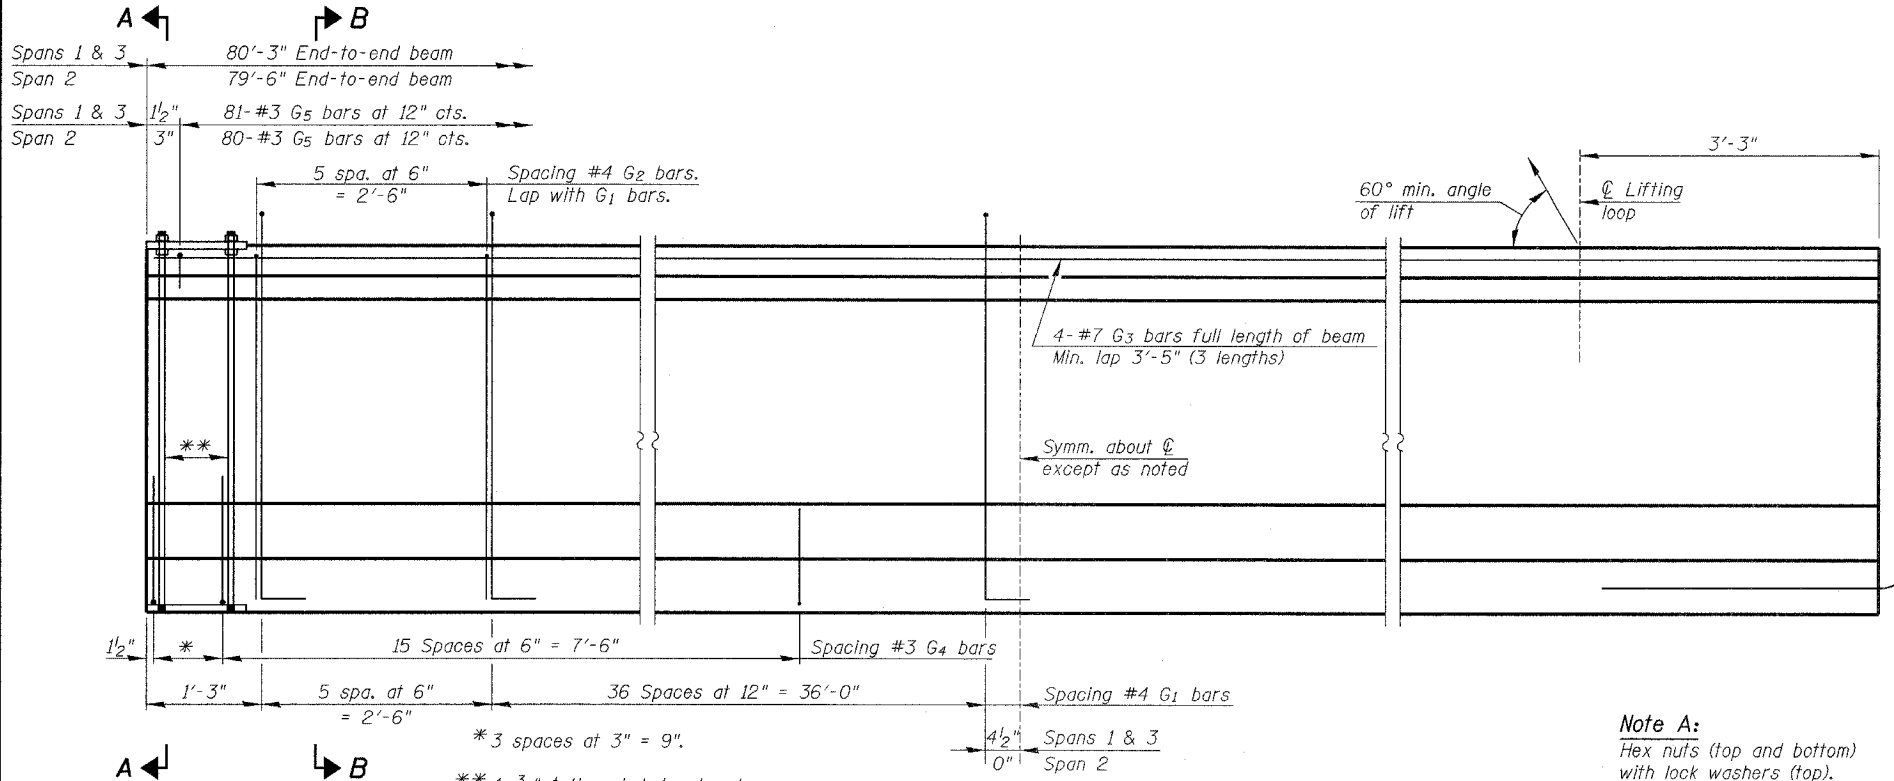 A B
Spans 1 & 3 80'-3" End-to-end beam
Span 2 79'-6" End-to-end beam
Spans 1 & 3 1½" 81-#3 G5 bars at 12" cts.
Span 2 3" 80-#3 G5 bars at 12" cts.
5 spa. at 6"
= 2'-6"
Spacing #4 G2 bars.
Lap with G1 bars.
3'-3"
60° min. angle
of lift
℄ Lifting
loop
4-#7 G3 bars full length of beam
Min. lap 3'-5" (3 lengths)
**
Symm. about ℄
except as noted
1½" * 15 Spaces at 6" = 7'-6" Spacing #3 G4 bars
1'-3" 5 spa. at 6"
= 2'-6"
36 Spaces at 12" = 36'-0" Spacing #4 G1 bars
4½" Spans 1 & 3
0" Span 2
*3 spaces at 3" = 9".
A B
**
Note A:
Hex nuts (top and bottom)
with lock washers (top).